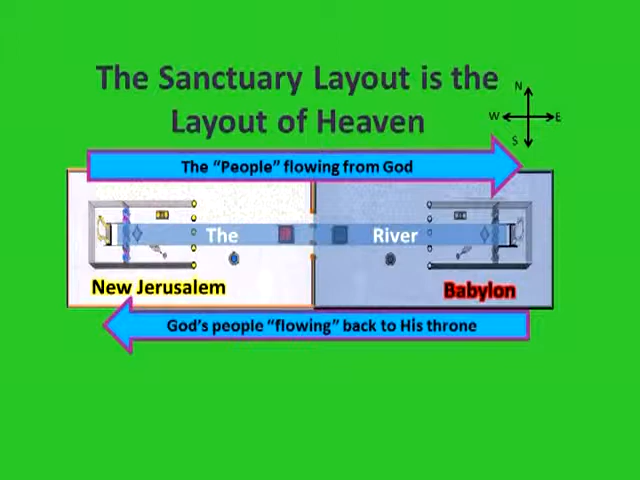 The Sanctuary Layout is the
Layout of Heaven
N
W E
S
The “People” flowing from God
The River
New Jerusalem Babylon
God’s people “flowing” back to His throne